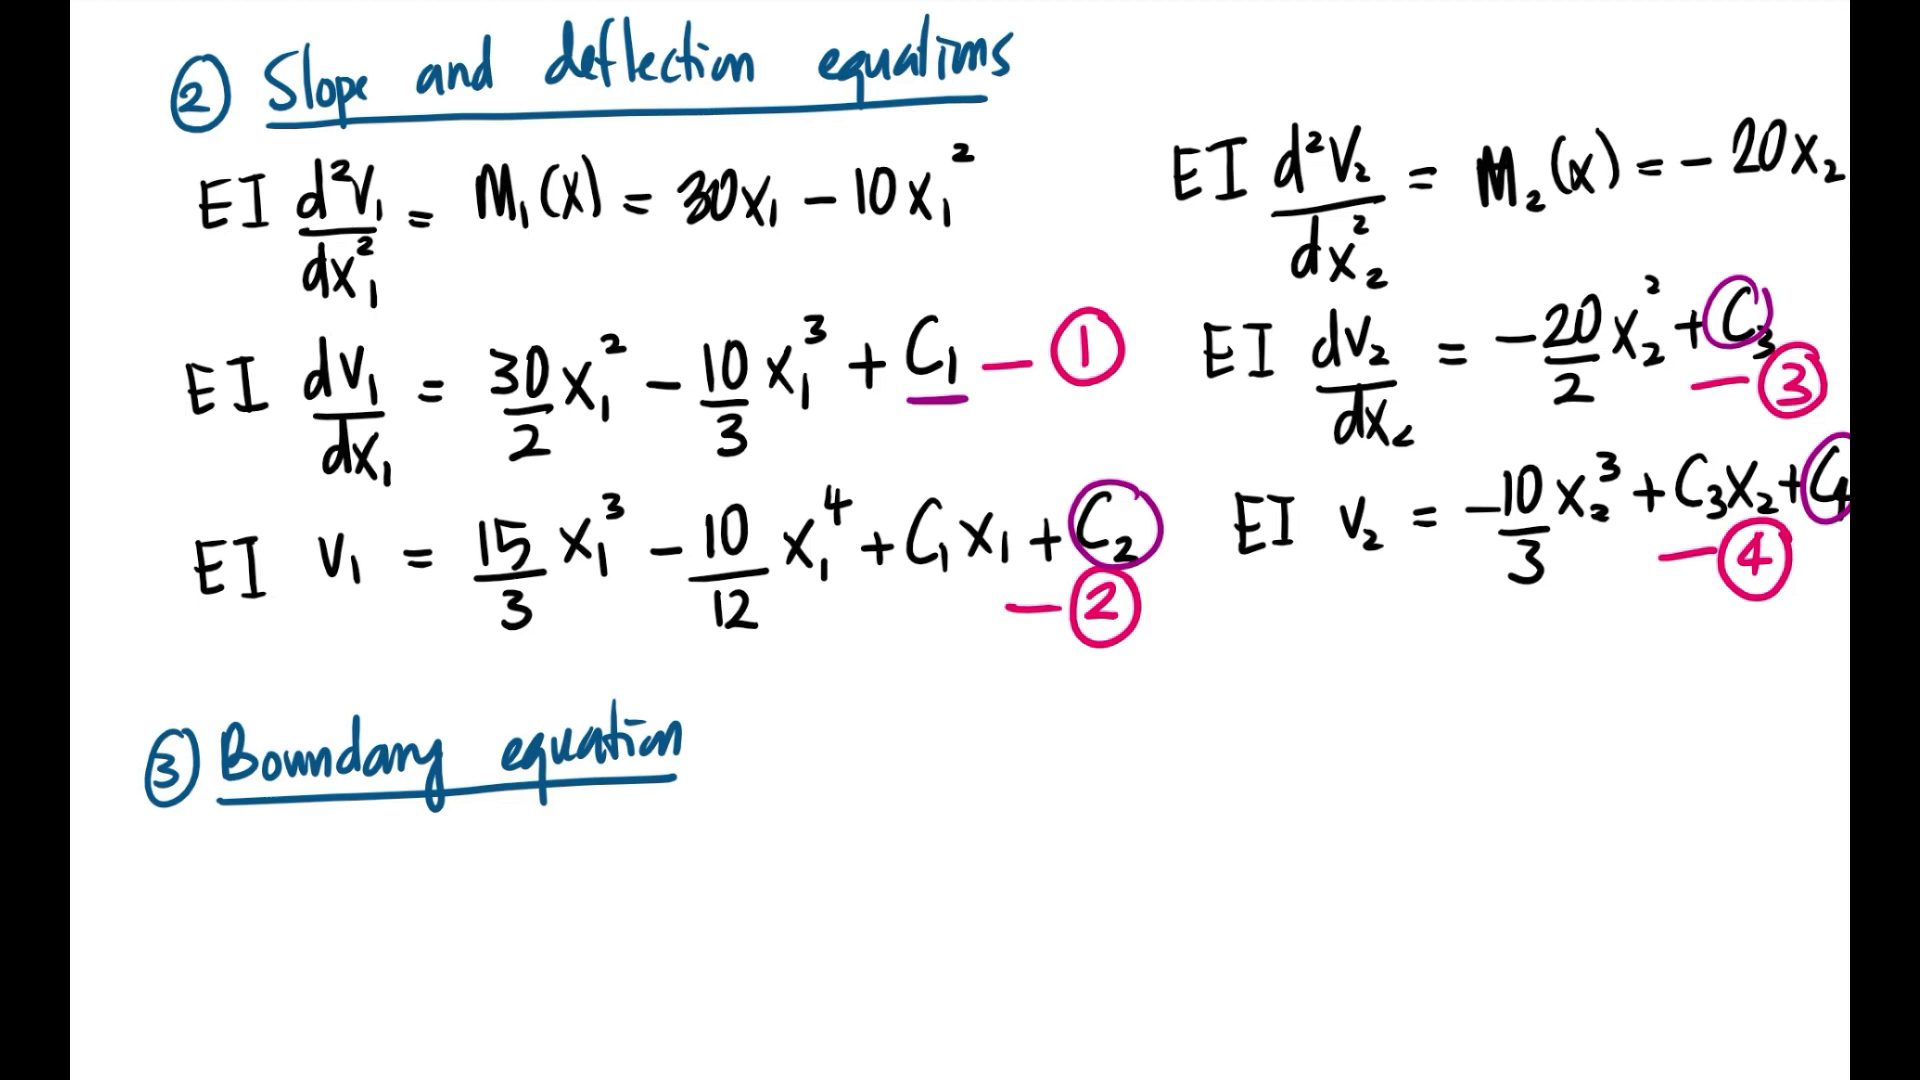 ② Slope and deflection equations
EI d²V₁/dx₁² = M₁(x) = 30x₁ - 10x₁²
EI dv₁/dx₁ = 30/2 x₁² - 10/3 x₁³ + C₁ - ①
EI v₁ = 15/3 x₁³ - 10/12 x₁⁴ + C₁x₁ + C₂ - ②
EI d²V₂/dx₂² = M₂(x) = - 20x₂
EI dv₂/dx₂ = -20/2 x₂² + C₃ - ③
EI v₂ = -10/3 x₂³ + C₃x₂ + C₄ - ④
③ Boundary equation